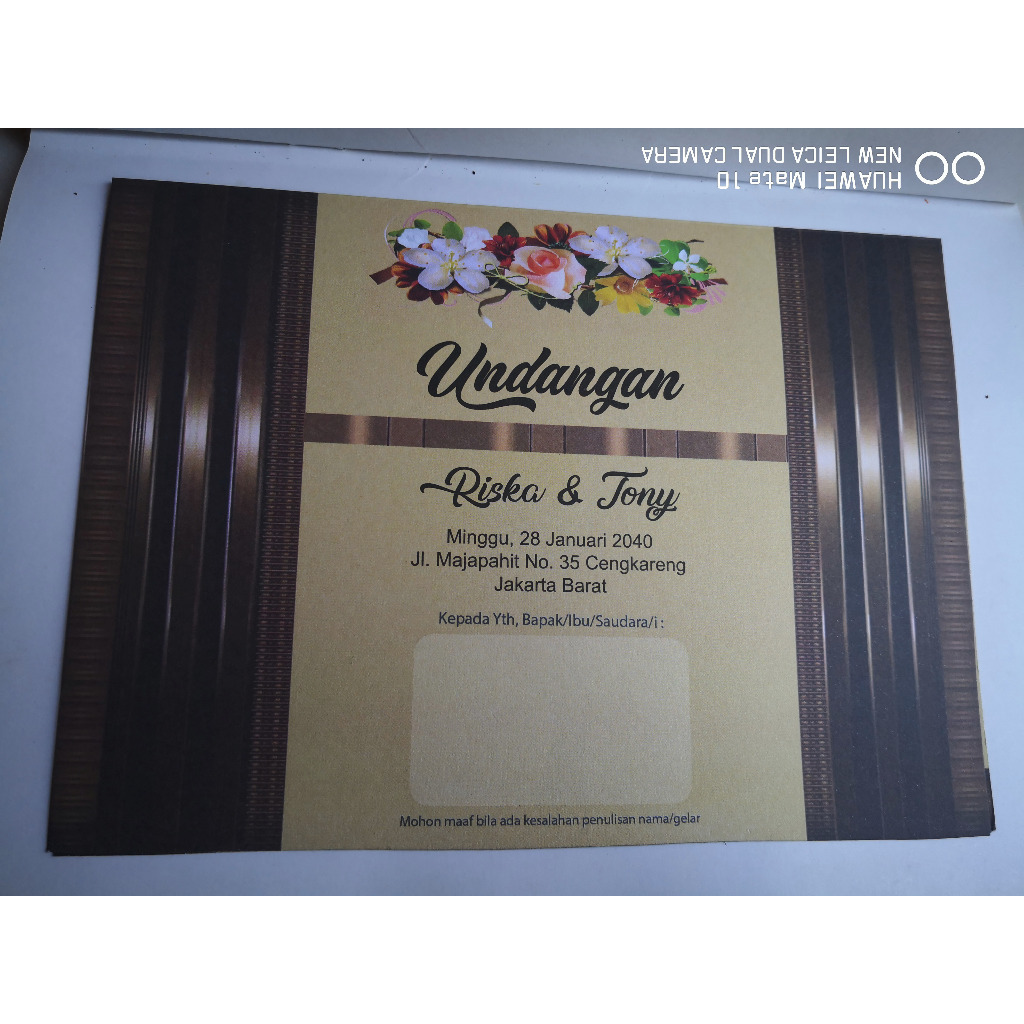 HUAWEI Mate 10
NEW LEICA DUAL CAMERA
Undangan
Riska & Tony
Minggu, 28 Januari 2040
Jl. Majapahit No. 35 Cengkareng
Jakarta Barat
Kepada Yth, Bapak/Ibu/Saudara/i :
Mohon maaf bila ada kesalahan penulisan nama/gelar